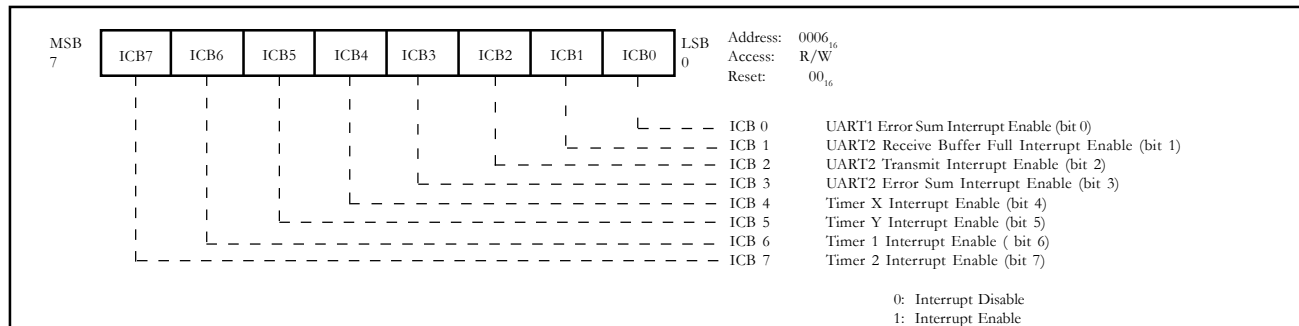 MSB
7
ICB7 ICB6 ICB5 ICB4 ICB3 ICB2 ICB1 ICB0
LSB
0
Address: 0006₁₆
Access: R/W
Reset: 00₁₆
ICB 0 UART1 Error Sum Interrupt Enable (bit 0)
ICB 1 UART2 Receive Buffer Full Interrupt Enable (bit 1)
ICB 2 UART2 Transmit Interrupt Enable (bit 2)
ICB 3 UART2 Error Sum Interrupt Enable (bit 3)
ICB 4 Timer X Interrupt Enable (bit 4)
ICB 5 Timer Y Interrupt Enable (bit 5)
ICB 6 Timer 1 Interrupt Enable ( bit 6)
ICB 7 Timer 2 Interrupt Enable (bit 7)
0: Interrupt Disable
1: Interrupt Enable